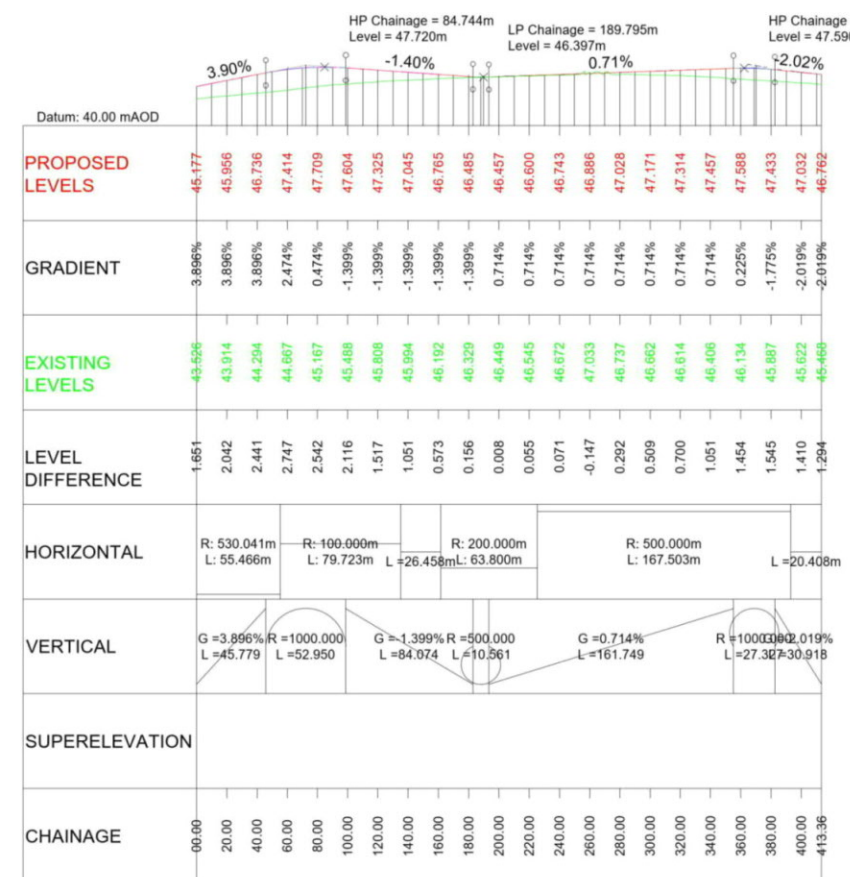 HP Chainage = 84.744m
Level = 47.720m
LP Chainage = 189.795m
Level = 46.397m
HP Chainage
Level = 47.59
3.90%
-1.40%
0.71%
-2.02%
Datum: 40.00 mAOD
PROPOSED
LEVELS
45.177 45.956 46.736 47.414 47.709 47.604 47.325 47.045 46.765 46.485 46.457 46.600 46.743 46.886 47.028 47.171 47.314 47.457 47.588 47.433 47.032 46.762
GRADIENT
3.896% 3.896% 3.896% 2.474% 0.474% -1.399% -1.399% -1.399% -1.399% -1.399% 0.714% 0.714% 0.714% 0.714% 0.714% 0.714% 0.714% 0.714% 0.225% -1.775% -2.019% -2.019%
EXISTING
LEVELS
43.526 43.914 44.294 44.667 45.167 45.488 45.808 45.994 46.192 46.329 46.449 46.545 46.672 47.033 46.737 46.662 46.614 46.406 46.134 45.887 45.622 45.468
LEVEL
DIFFERENCE
1.651 2.042 2.441 2.747 2.542 2.116 1.517 1.051 0.573 0.156 0.008 0.055 0.071 -0.147 0.292 0.509 0.700 1.051 1.454 1.545 1.410 1.294
HORIZONTAL
R: 530.041m
L: 55.466m
R: 100.000m
L: 79.723m
L =26.458m
R: 200.000m
L: 63.800m
R: 500.000m
L: 167.503m
L =20.408m
VERTICAL
G =3.896%
L =45.779
R =1000.000
L =52.950
G =-1.399%
L =84.074
R =500.000
L =10.561
G =0.714%
L =161.749
R =1000.000
L =27.327
G =-2.019%
L =30.918
SUPERELEVATION
CHAINAGE
00.00 20.00 40.00 60.00 80.00 100.00 120.00 140.00 160.00 180.00 200.00 220.00 240.00 260.00 280.00 300.00 320.00 340.00 360.00 380.00 400.00 413.36